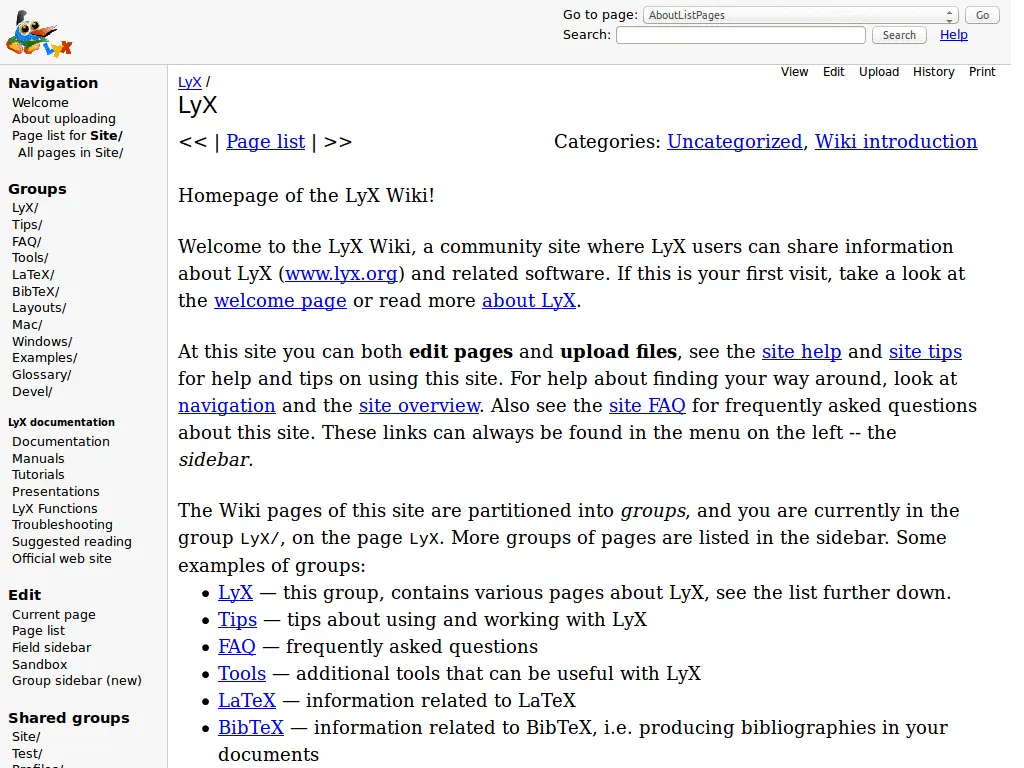 LyX
Go to page: AboutListPages Go
Search: Search Help
View Edit Upload History Print
Navigation
Welcome
About uploading
Page list for Site/
All pages in Site/
Groups
LyX/
Tips/
FAQ/
Tools/
LaTeX/
BibTeX/
Layouts/
Mac/
Windows/
Examples/
Glossary/
Devel/
LyX documentation
Documentation
Manuals
Tutorials
Presentations
LyX Functions
Troubleshooting
Suggested reading
Official web site
Edit
Current page
Page list
Field sidebar
Sandbox
Group sidebar (new)
Shared groups
Site/
Test/
Profiles/
LyX /
LyX
<< | Page list | >> Categories: Uncategorized, Wiki introduction
Homepage of the LyX Wiki!
Welcome to the LyX Wiki, a community site where LyX users can share information
about LyX (www.lyx.org) and related software. If this is your first visit, take a look at
the welcome page or read more about LyX.
At this site you can both edit pages and upload files, see the site help and site tips
for help and tips on using this site. For help about finding your way around, look at
navigation and the site overview. Also see the site FAQ for frequently asked questions
about this site. These links can always be found in the menu on the left -- the
sidebar.
The Wiki pages of this site are partitioned into groups, and you are currently in the
group LyX/, on the page LyX. More groups of pages are listed in the sidebar. Some
examples of groups:
• LyX — this group, contains various pages about LyX, see the list further down.
• Tips — tips about using and working with LyX
• FAQ — frequently asked questions
• Tools — additional tools that can be useful with LyX
• LaTeX — information related to LaTeX
• BibTeX — information related to BibTeX, i.e. producing bibliographies in your
documents